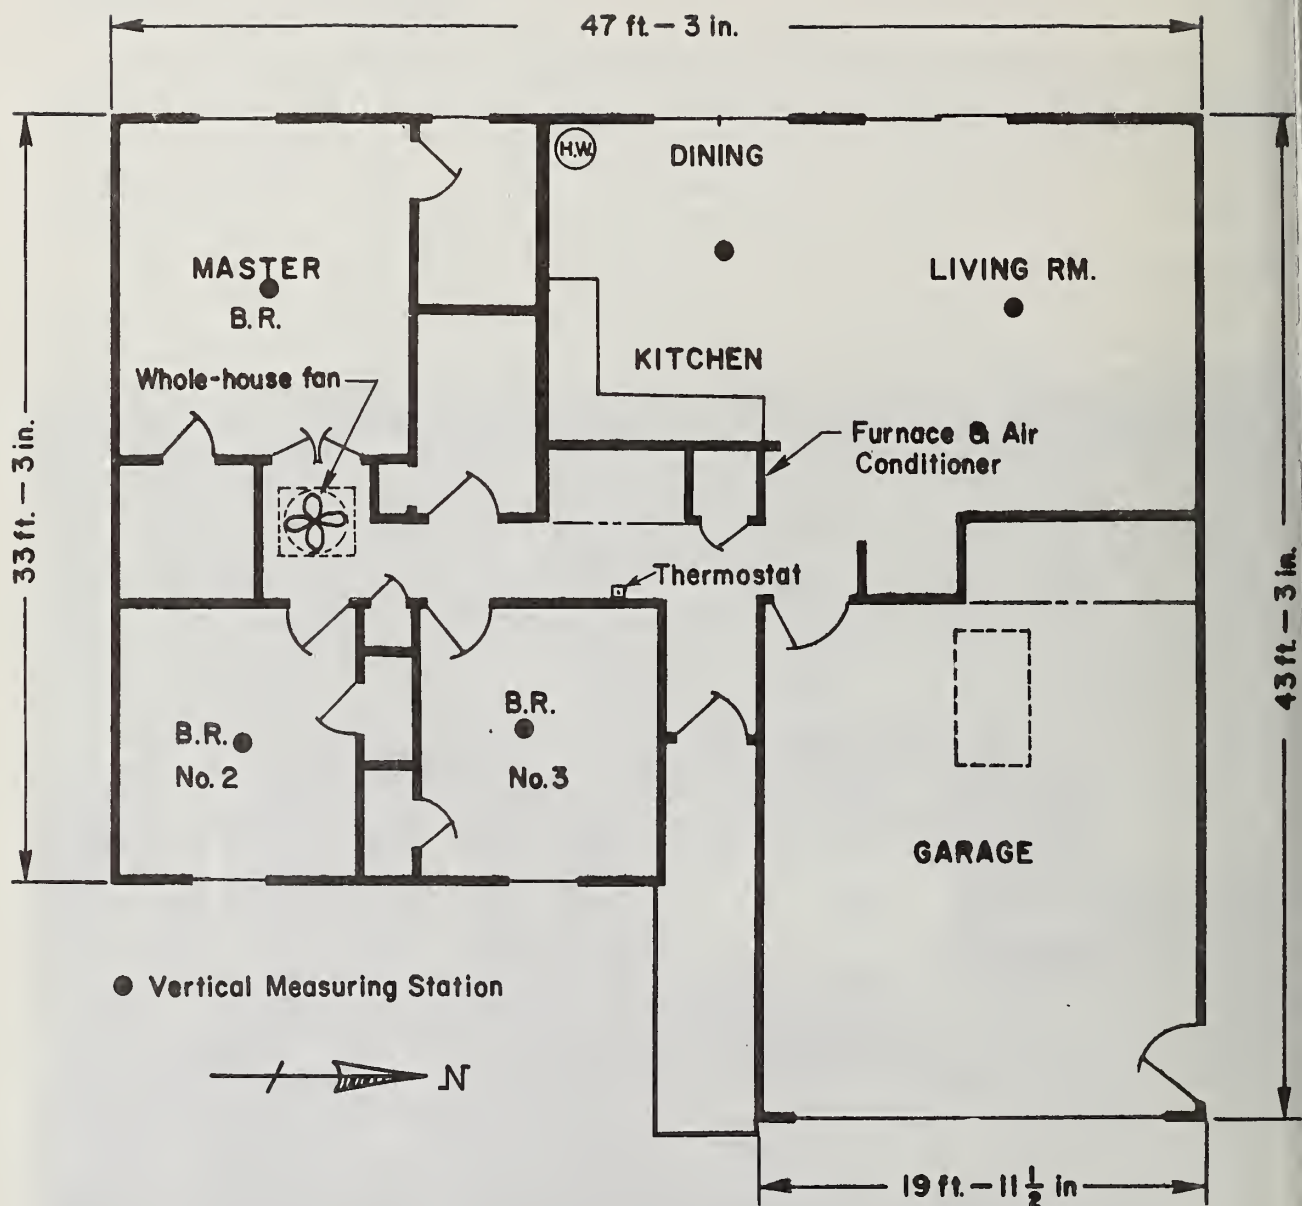 47 ft. – 3 in.
H.W.
DINING
MASTER
B.R.
LIVING RM.
KITCHEN
Whole-house fan
Furnace & Air
Conditioner
33 ft. – 3 in.
Thermostat
43 ft. – 3 in.
B.R.
No. 2
B.R.
No. 3
GARAGE
Vertical Measuring Station
N
19 ft. – 11 1/2 in